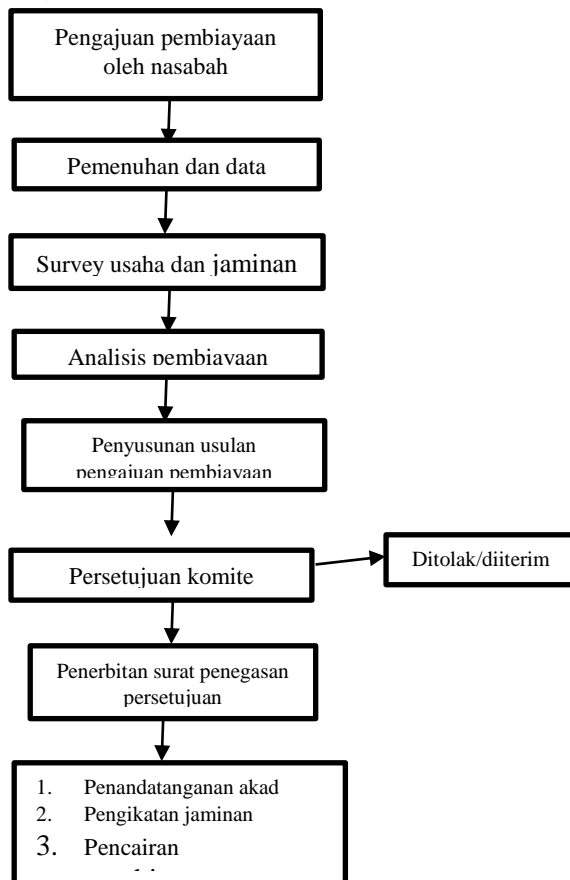 Pengajuan pembiayaan
oleh nasabah
Pemenuhan dan data
Survey usaha dan jaminan
Analisis pembiayaan
Penyusunan usulan
pengajuan pembiayaan
Persetujuan komite
Ditolak/diiterim
Penerbitan surat penegasan
persetujuan
1. Penandatanganan akad
2. Pengikatan jaminan
3. Pencairan